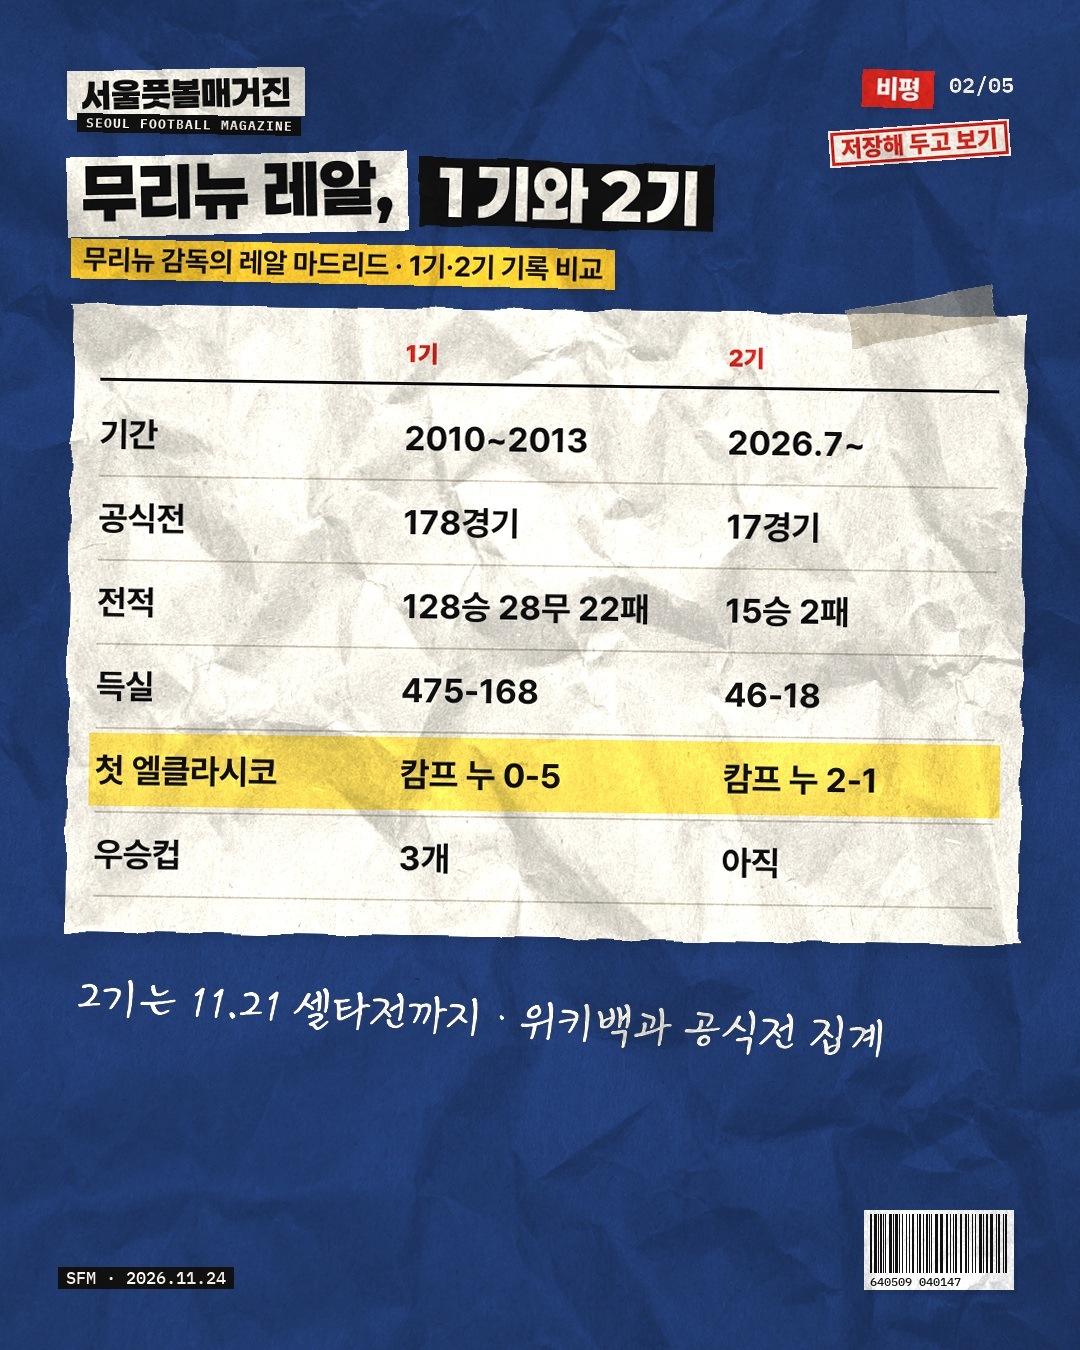 서울풋볼매거진
SEOUL FOOTBALL MAGAZINE
비평 02/05
저장해 두고 보기
무리뉴 레알, 1기와 2기
무리뉴 감독의 레알 마드리드 · 1기·2기 기록 비교
1기 2기
기간 2010~2013 2026.7~
공식전 178경기 17경기
전적 128승 28무 22패 15승 2패
득실 475-168 46-18
첫 엘클라시코 캄프 누 0-5 캄프 누 2-1
우승컵 3개 아직
2기는 11.21 셀타전까지 · 위키백과 공식전 집계
SFM · 2026.11.24
640509 040147